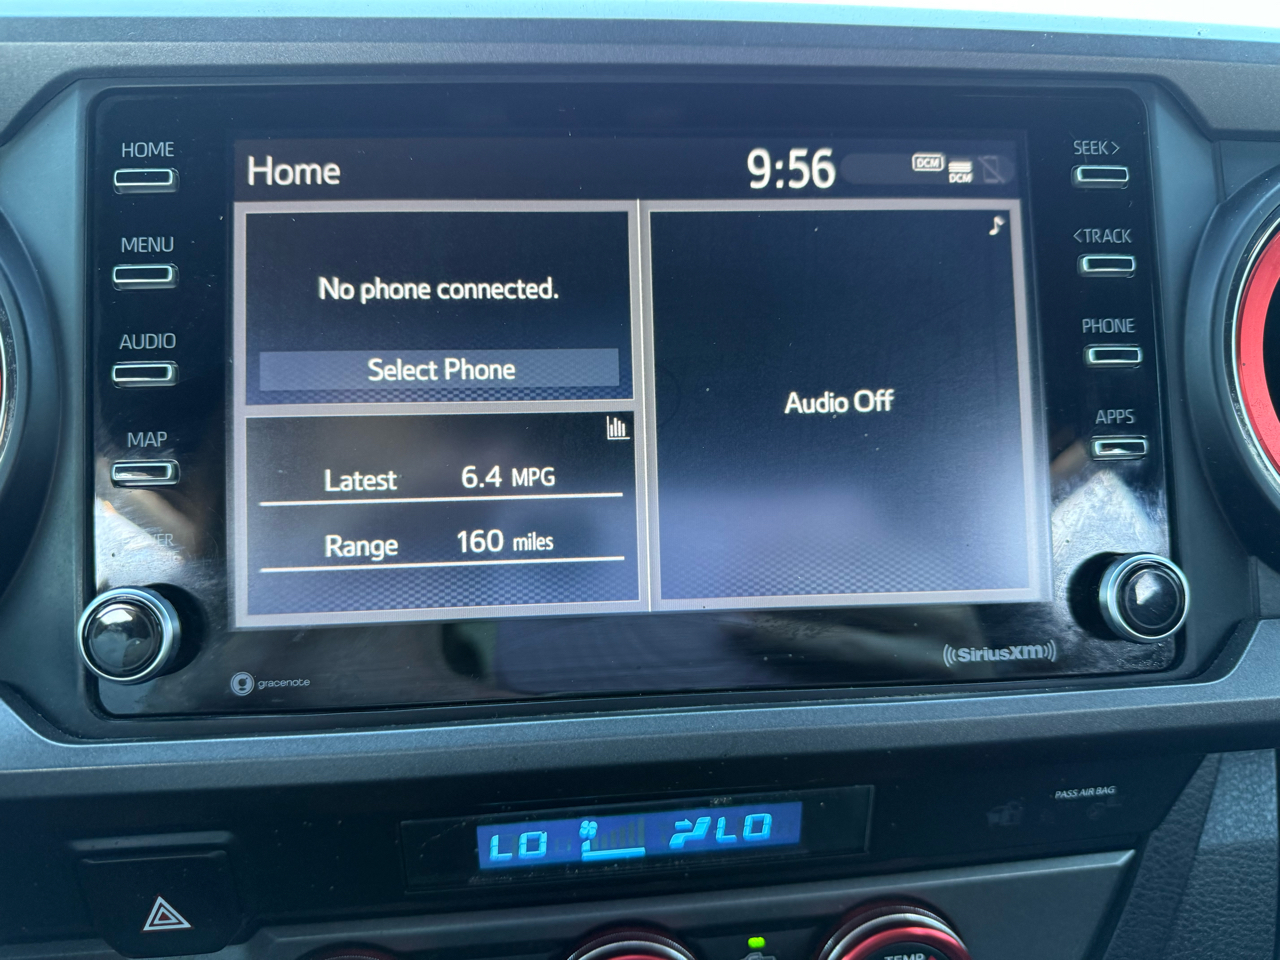 HOME
MENU
AUDIO
MAP
Home
9:56
DCM
DCM
No phone connected.
Select Phone
Latest 6.4 MPG
Range 160 miles
Audio Off
SEEK >
< TRACK
PHONE
APPS
gracenote
((SiriusXM))
PASS AIR BAG
LO
LO
TEMP